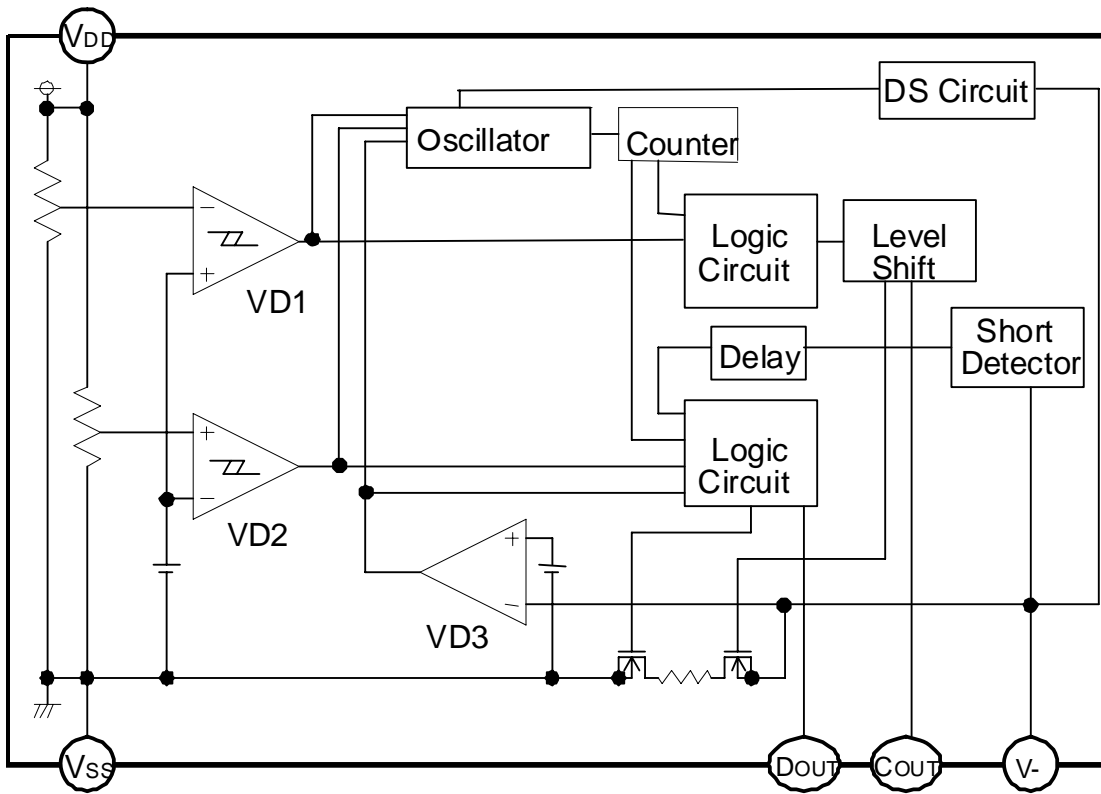 VDD
DS Circuit
Oscillator
Counter
−
+
VD1
Logic
Circuit
Level
Shift
Delay
Short
Detector
+
−
VD2
Logic
Circuit
+
−
VD3
VSS
DOUT
COUT
V-